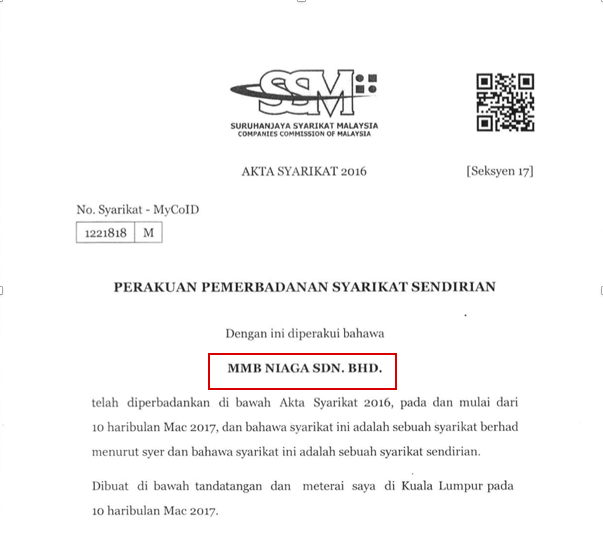 SSM
SURUHANJAYA SYARIKAT MALAYSIA
COMPANIES COMMISSION OF MALAYSIA
AKTA SYARIKAT 2016 [Seksyen 17]
No. Syarikat - MyCoID
1221818 M
PERAKUAN PEMERBADANAN SYARIKAT SENDIRIAN
Dengan ini diperakui bahawa
MMB NIAGA SDN. BHD.
telah diperbadankan di bawah Akta Syarikat 2016, pada dan mulai dari
10 haribulan Mac 2017, dan bahawa syarikat ini adalah sebuah syarikat berhad
menurut syer dan bahawa syarikat ini adalah sebuah syarikat sendirian.
Dibuat di bawah tandatangan dan meterai saya di Kuala Lumpur pada
10 haribulan Mac 2017.